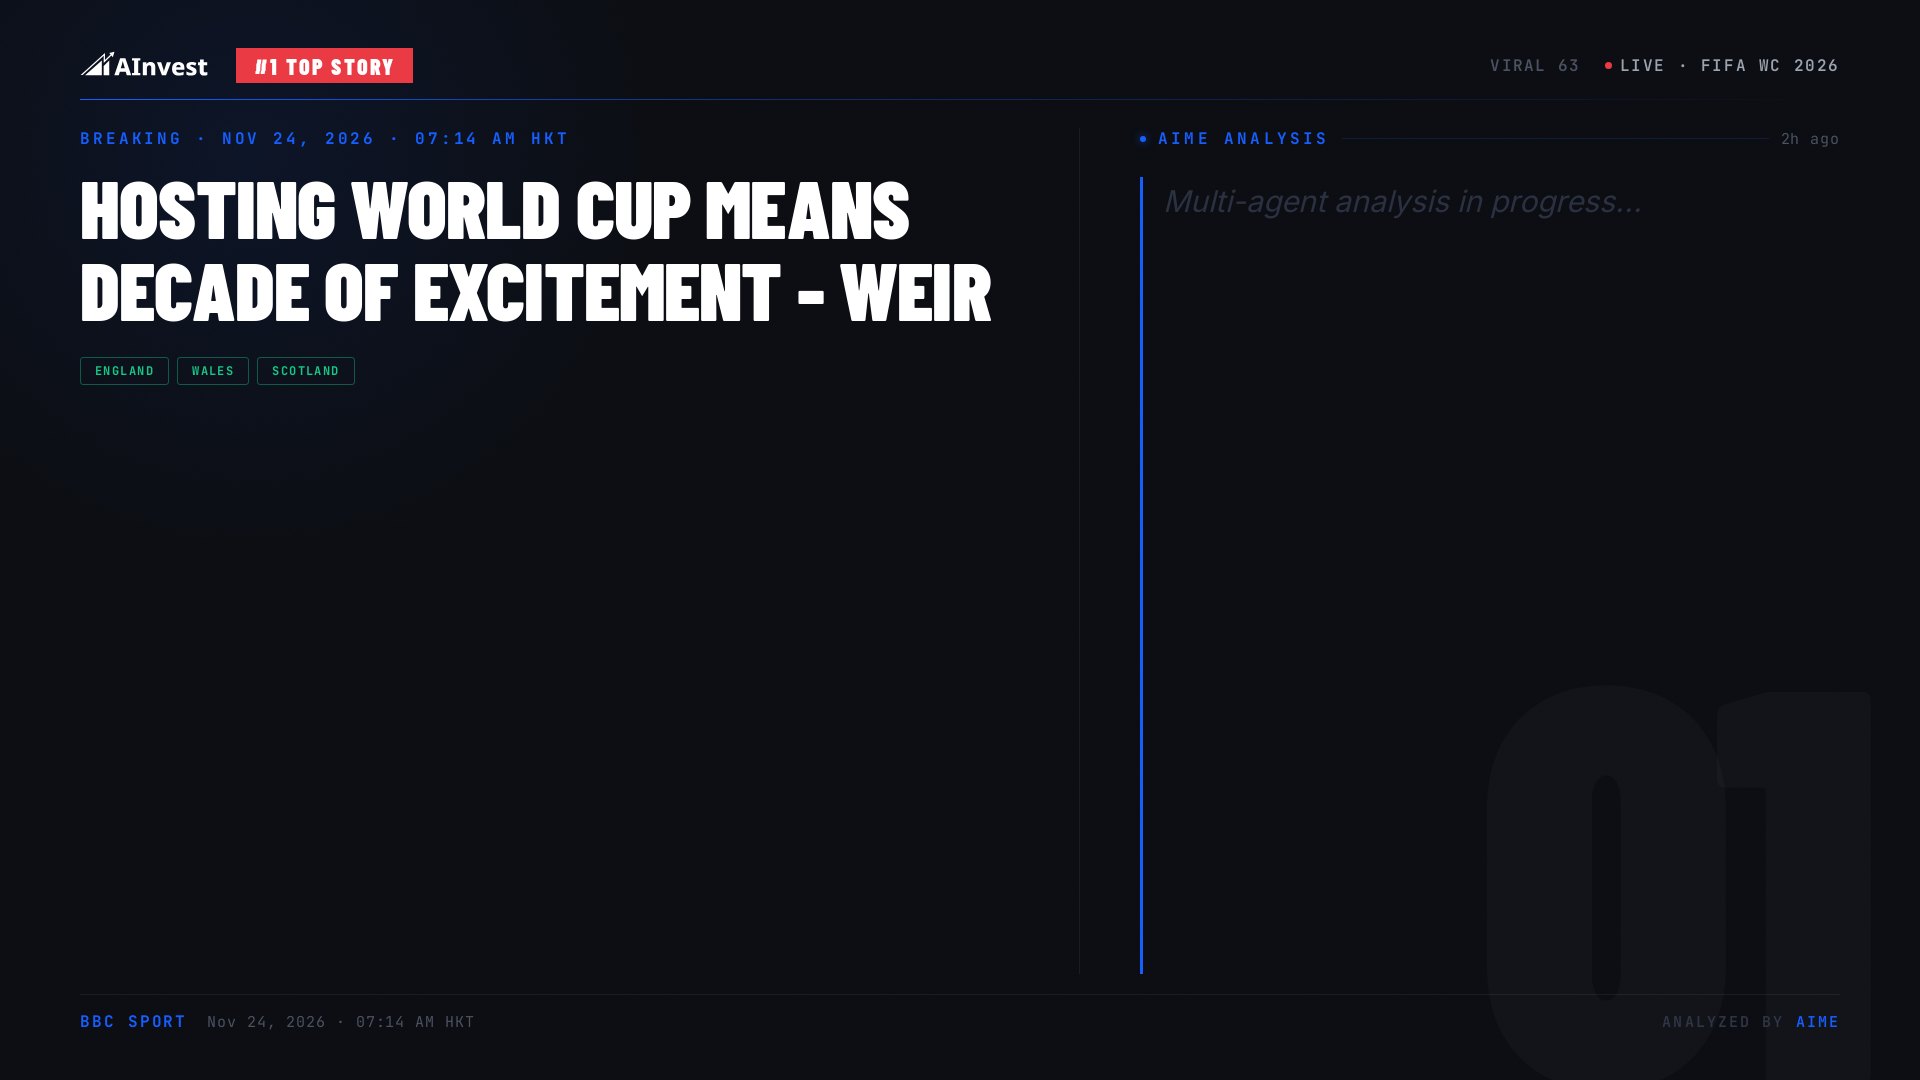 AInvest
#1 TOP STORY
VIRAL 63
LIVE · FIFA WC 2026
BREAKING · NOV 24, 2026 · 07:14 AM HKT
HOSTING WORLD CUP MEANS
DECADE OF EXCITEMENT - WEIR
ENGLAND
WALES
SCOTLAND
AIME ANALYSIS
2h ago
Multi-agent analysis in progress...
01
BBC SPORT
Nov 24, 2026 · 07:14 AM HKT
ANALYZED BY AIME